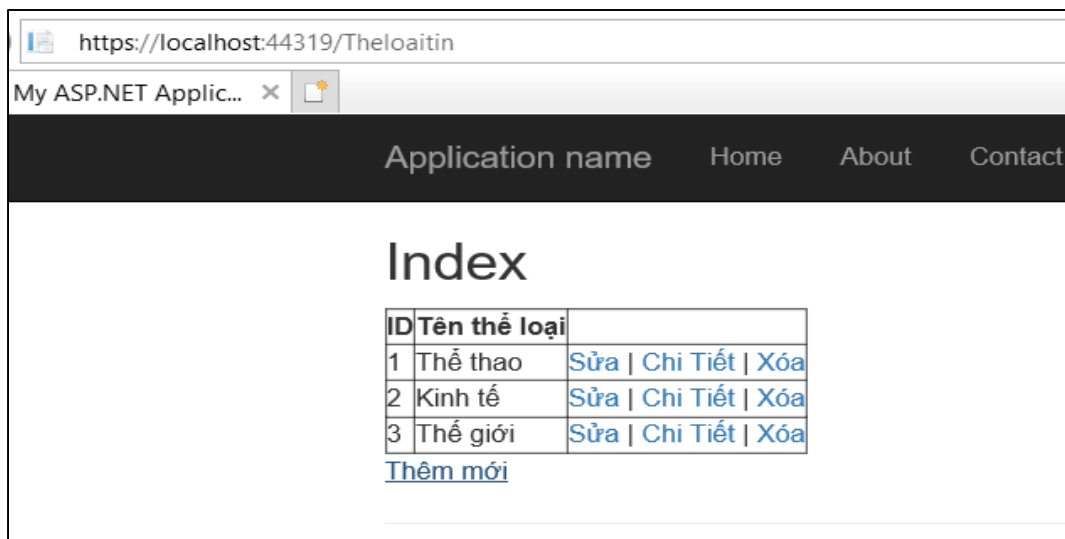 https://localhost:44319/Theloaitin
My ASP.NET Applic...
Application name Home About Contact
Index
ID Tên thể loại
1 Thể thao Sửa | Chi Tiết | Xóa
2 Kinh tế Sửa | Chi Tiết | Xóa
3 Thế giới Sửa | Chi Tiết | Xóa
Thêm mới